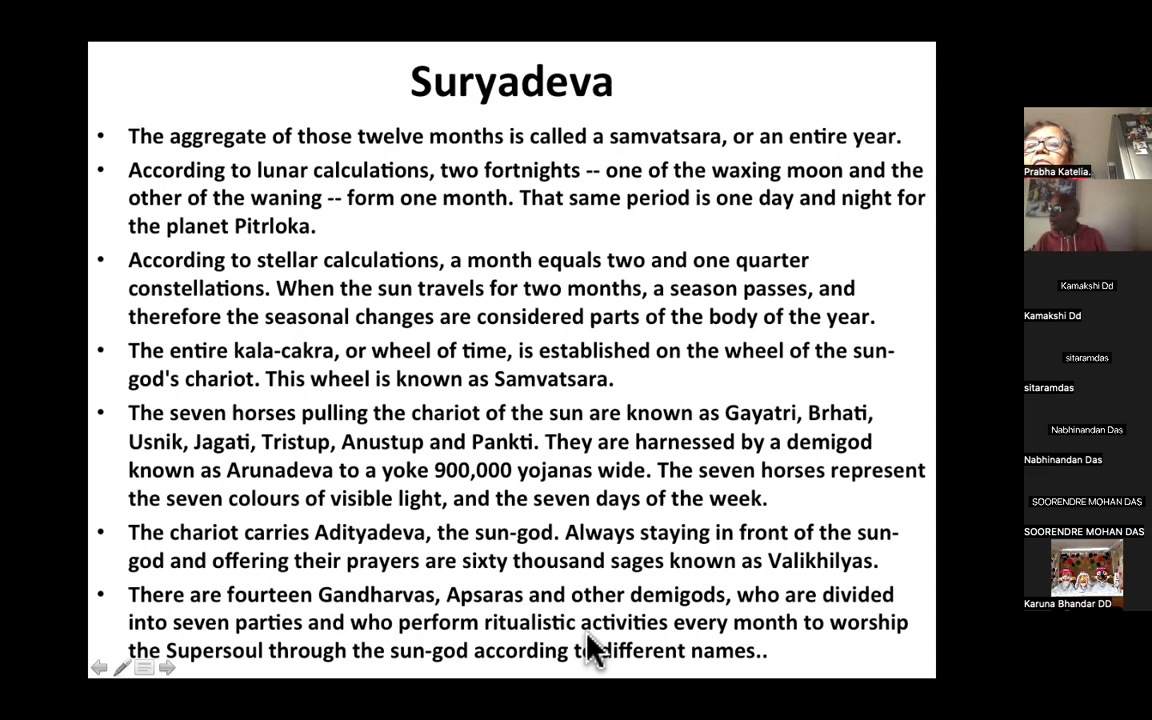 Suryadeva
• The aggregate of those twelve months is called a samvatsara, or an entire year.
• According to lunar calculations, two fortnights -- one of the waxing moon and the
other of the waning -- form one month. That same period is one day and night for
the planet Pitrloka.
• According to stellar calculations, a month equals two and one quarter
constellations. When the sun travels for two months, a season passes, and
therefore the seasonal changes are considered parts of the body of the year.
• The entire kala-cakra, or wheel of time, is established on the wheel of the sun-
god's chariot. This wheel is known as Samvatsara.
• The seven horses pulling the chariot of the sun are known as Gayatri, Brhati,
Usnik, Jagati, Tristup, Anustup and Pankti. They are harnessed by a demigod
known as Arunadeva to a yoke 900,000 yojanas wide. The seven horses represent
the seven colours of visible light, and the seven days of the week.
• The chariot carries Adityadeva, the sun-god. Always staying in front of the sun-
god and offering their prayers are sixty thousand sages known as Valikhilyas.
• There are fourteen Gandharvas, Apsaras and other demigods, who are divided
into seven parties and who perform ritualistic activities every month to worship
the Supersoul through the sun-god according to different names..
Prabha Katelia.
Kamakshi Dd
Kamakshi Dd
sitaramdas
sitaramdas
Nabhinandan Das
Nabhinandan Das
SOORENDRE MOHAN DAS
SOORENDRE MOHAN DAS
Karuna Bhandar DD